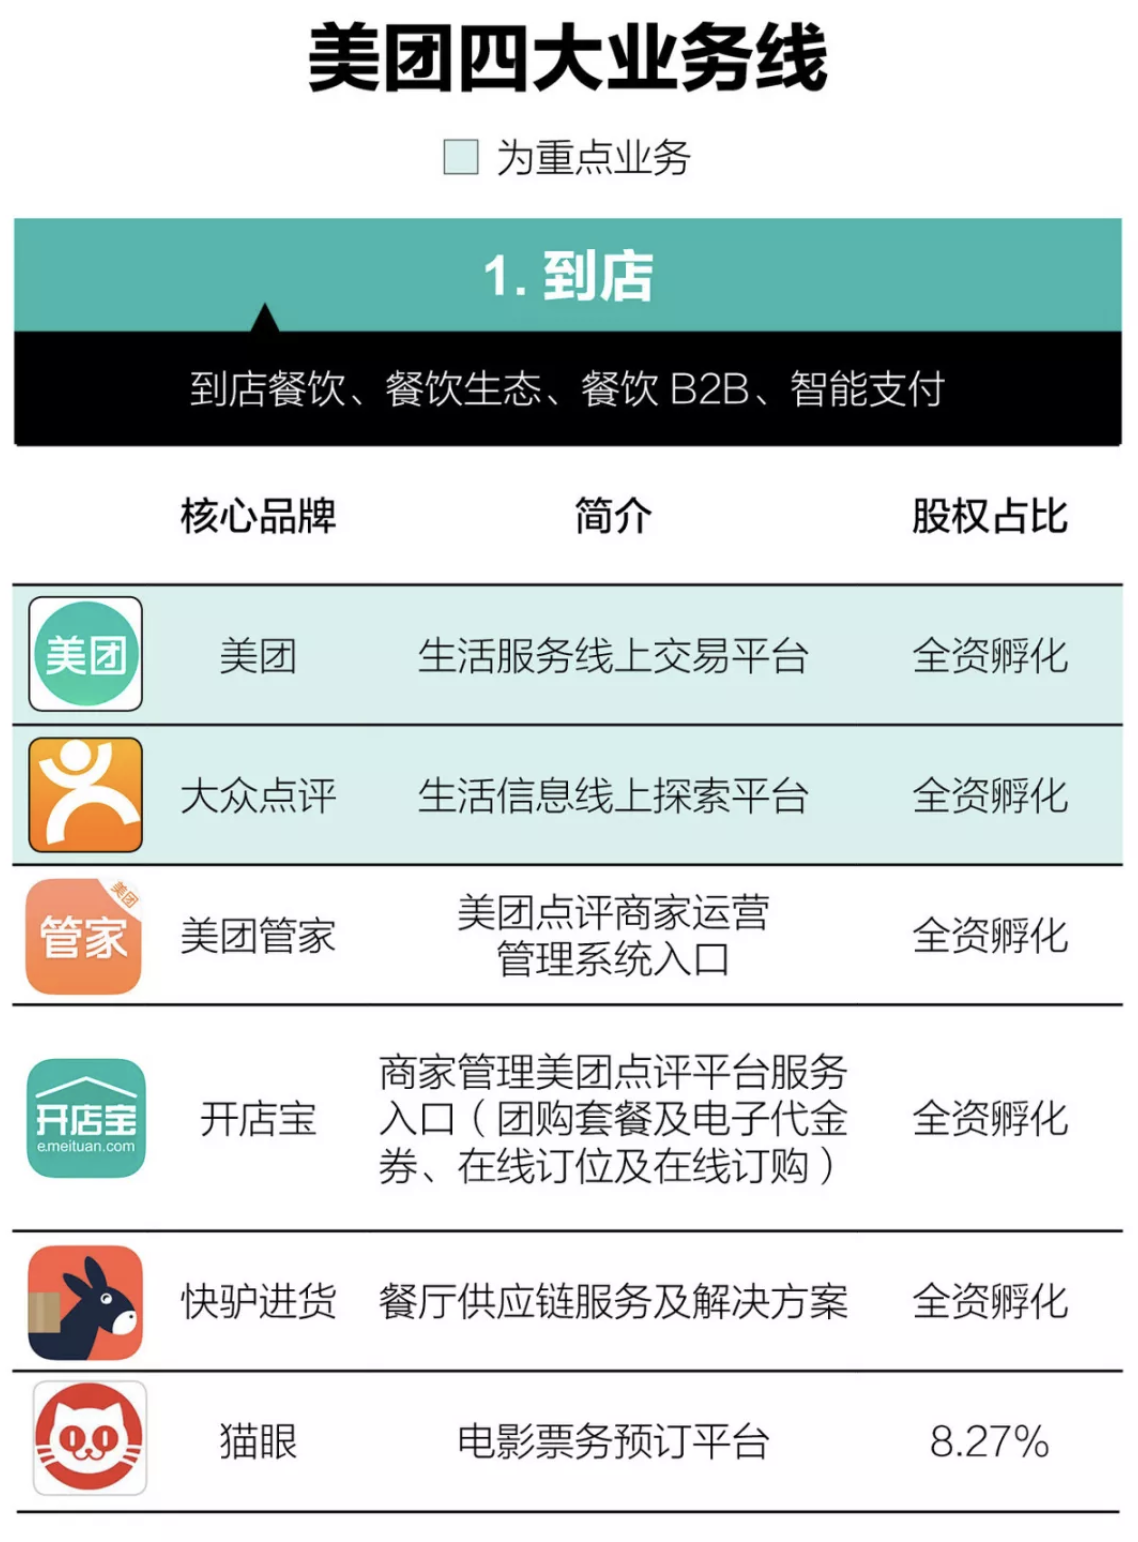 美团四大业务线
为重点业务
1. 到店
到店餐饮、餐饮生态、餐饮 B2B、智能支付
核心品牌 简介 股权占比
美团 美团 生活服务线上交易平台 全资孵化
大众点评 生活信息线上探索平台 全资孵化
美团
管家 美团管家 美团点评商家运营 全资孵化
管理系统入口
商家管理美团点评平台服务
开店宝 开店宝 入口（团购套餐及电子代金 全资孵化
e.meituan.com
券、在线订位及在线订购）
快驴进货 餐厅供应链服务及解决方案 全资孵化
猫眼 电影票务预订平台 8.27%